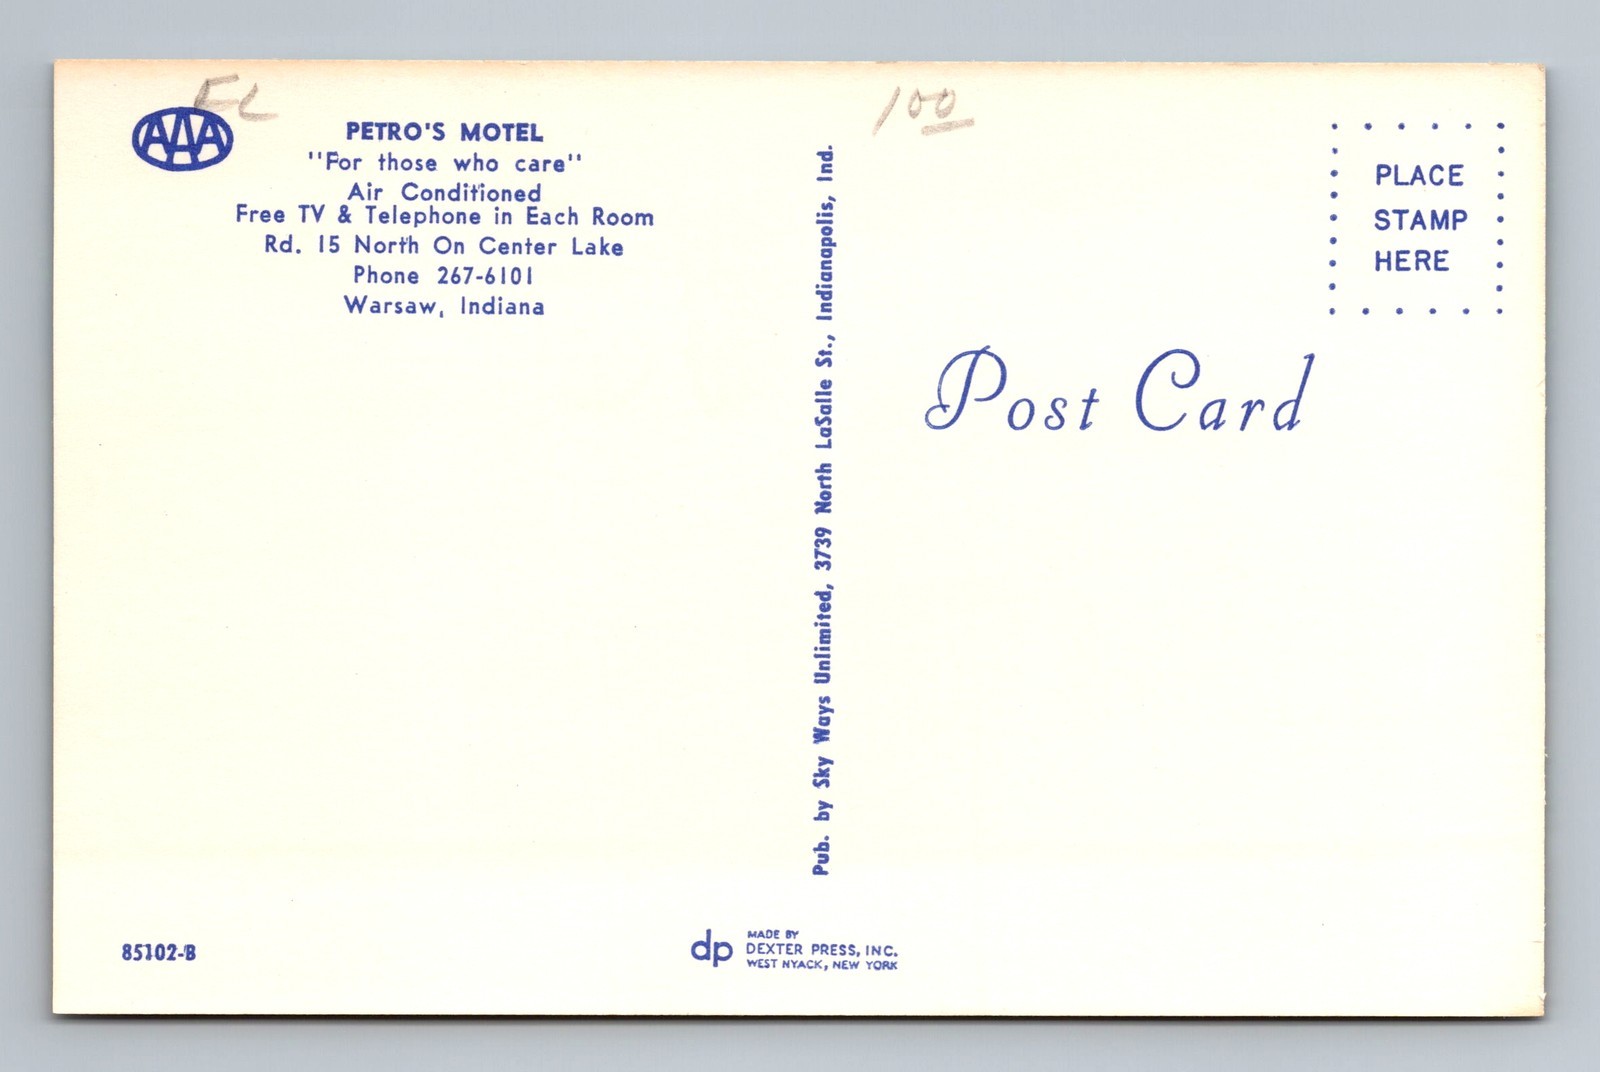 EL
100
AAA
PETRO'S MOTEL
"For those who care"
Air Conditioned
Free TV & Telephone in Each Room
Rd. 15 North On Center Lake
Phone 267-6101
Warsaw, Indiana
Pub. by Sky Ways Unlimited, 3739 North LaSalle St., Indianapolis, Ind.
PLACE
STAMP
HERE
Post Card
85102-B
dp
MADE BY
DEXTER PRESS, INC.
WEST NYACK, NEW YORK